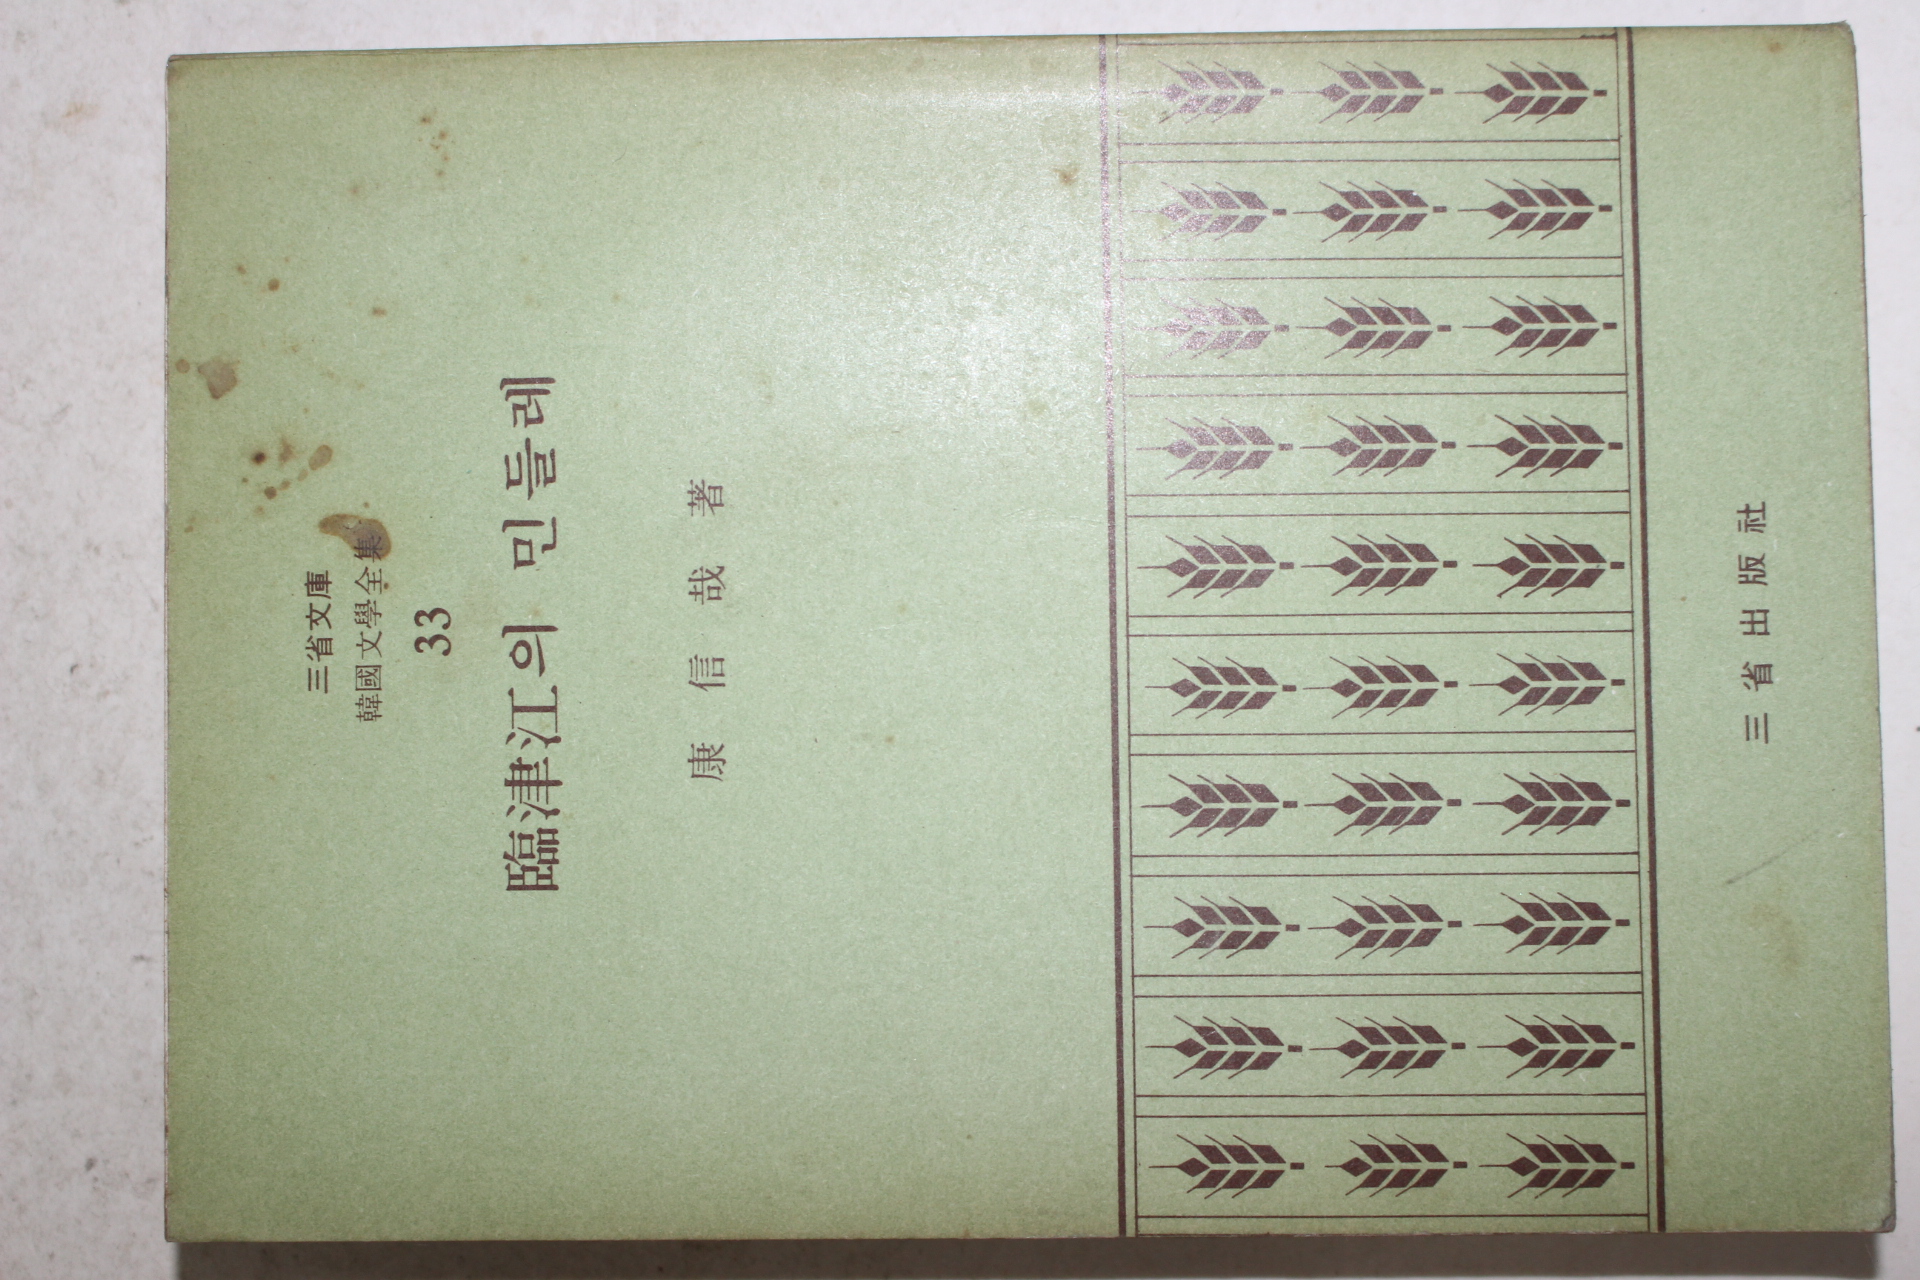 三省文庫
韓國文學全集
33
臨津江의 민들레
康信哉 著
三省出版社